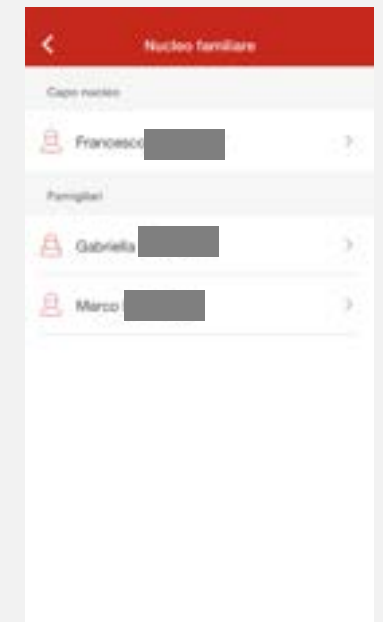 Nucleo familiare
Capo nucleo
Francesco
Famigliari
Gabriella
Marco